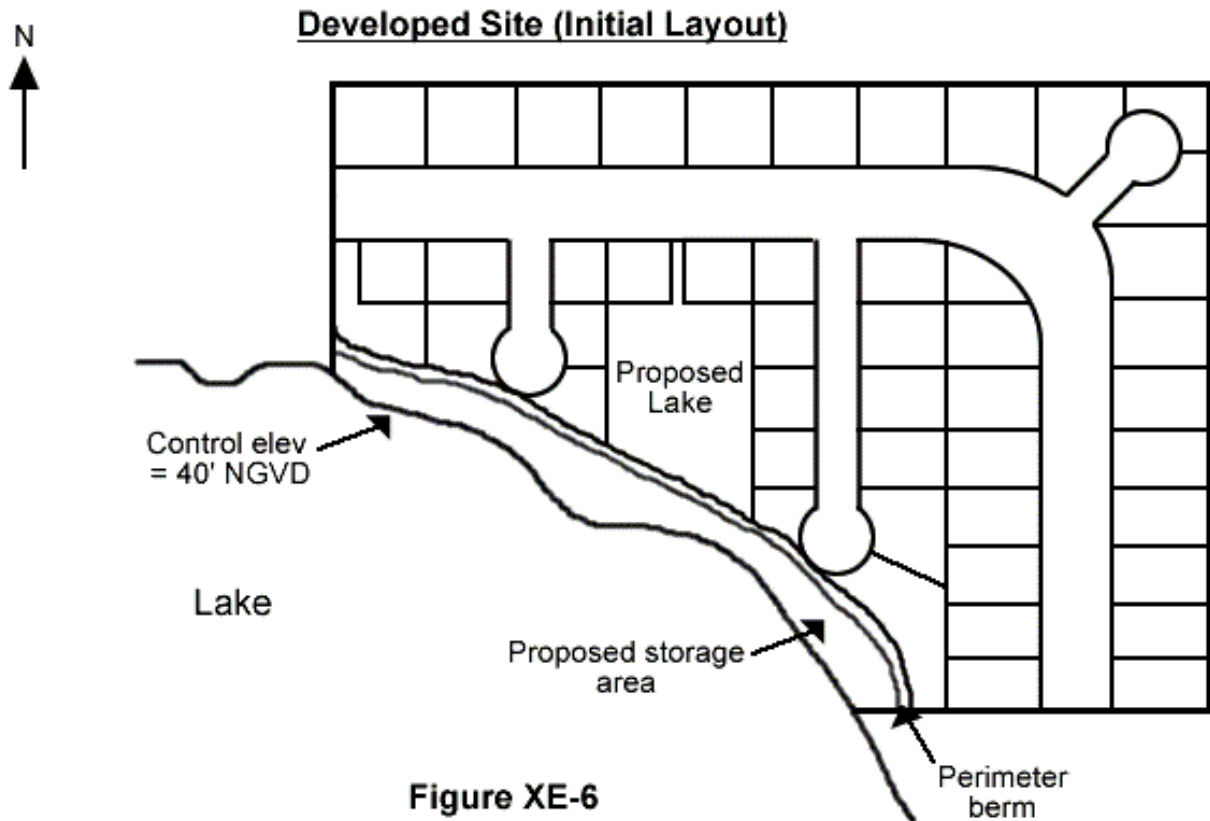 Developed Site (Initial Layout)
N
Proposed
Lake
Control elev
= 40' NGVD
Lake
Proposed storage
area
Perimeter
berm
Figure XE-6